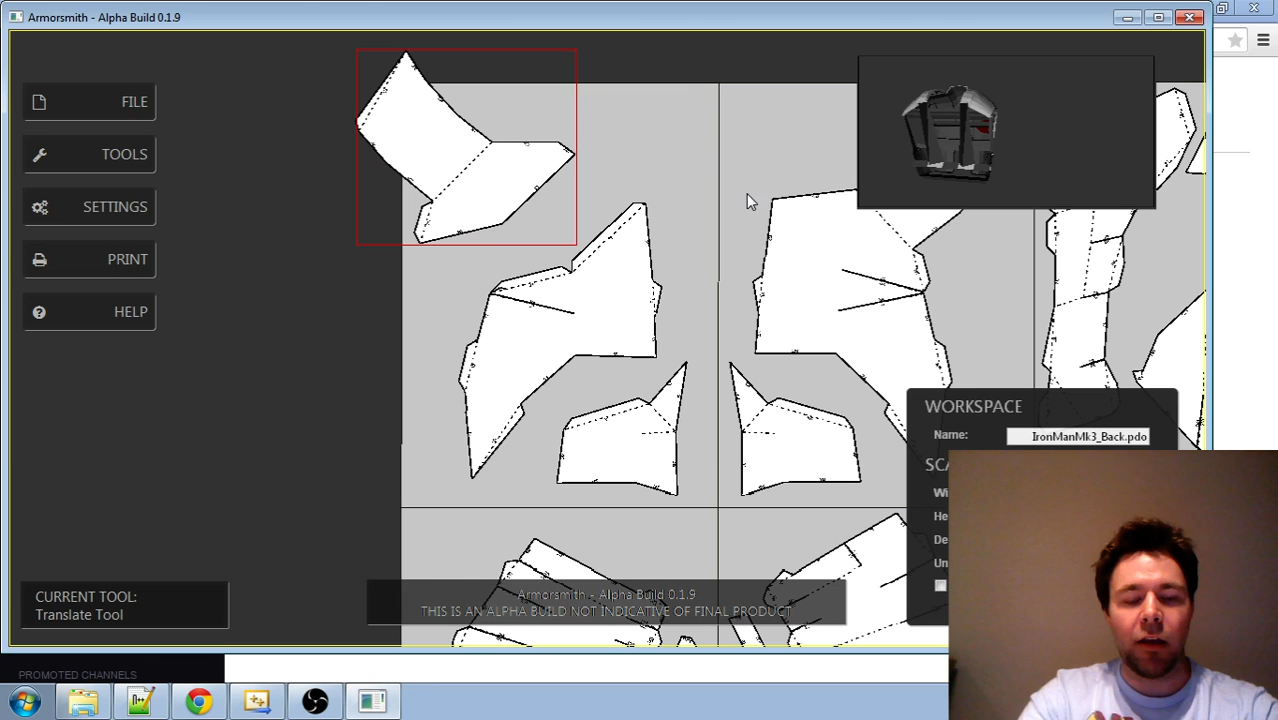 Armorsmith - Alpha Build 0.1.9
FILE
TOOLS
SETTINGS
PRINT
HELP
WORKSPACE
Name: IronManMk3_Back.pdo
CURRENT TOOL:
Translate Tool
Armorsmith - Alpha Build 0.1.9
THIS IS AN ALPHA BUILD NOT INDICATIVE OF FINAL PRODUCT
PROMOTED CHANNELS